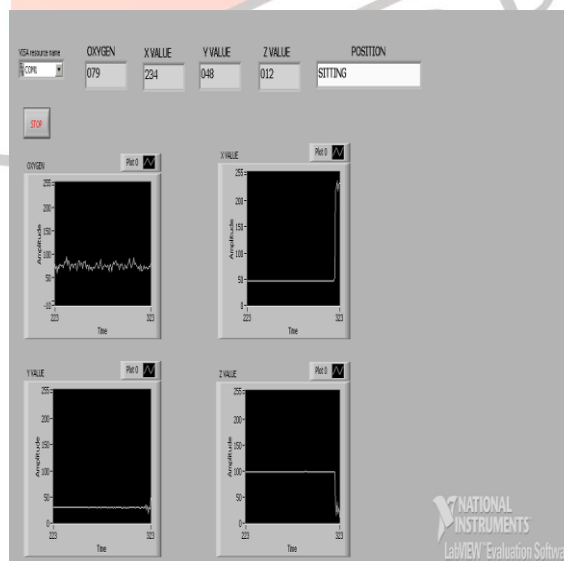 VISA resource name
COM1
OXYGEN
079
X VALUE
234
Y VALUE
048
Z VALUE
012
POSITION
SITTING
STOP
OXYGEN
Plot 0
255
200
150
100
50
-10
Amplitude
223
323
Time
X VALUE
Plot 0
255
200
150
100
50
0
Amplitude
223
323
Time
Y VALUE
Plot 0
255
200
150
100
50
0
Amplitude
223
323
Time
Z VALUE
Plot 0
255
200
150
100
50
0
Amplitude
223
323
Time
NATIONAL
INSTRUMENTS
LabVIEW Evaluation Softwa